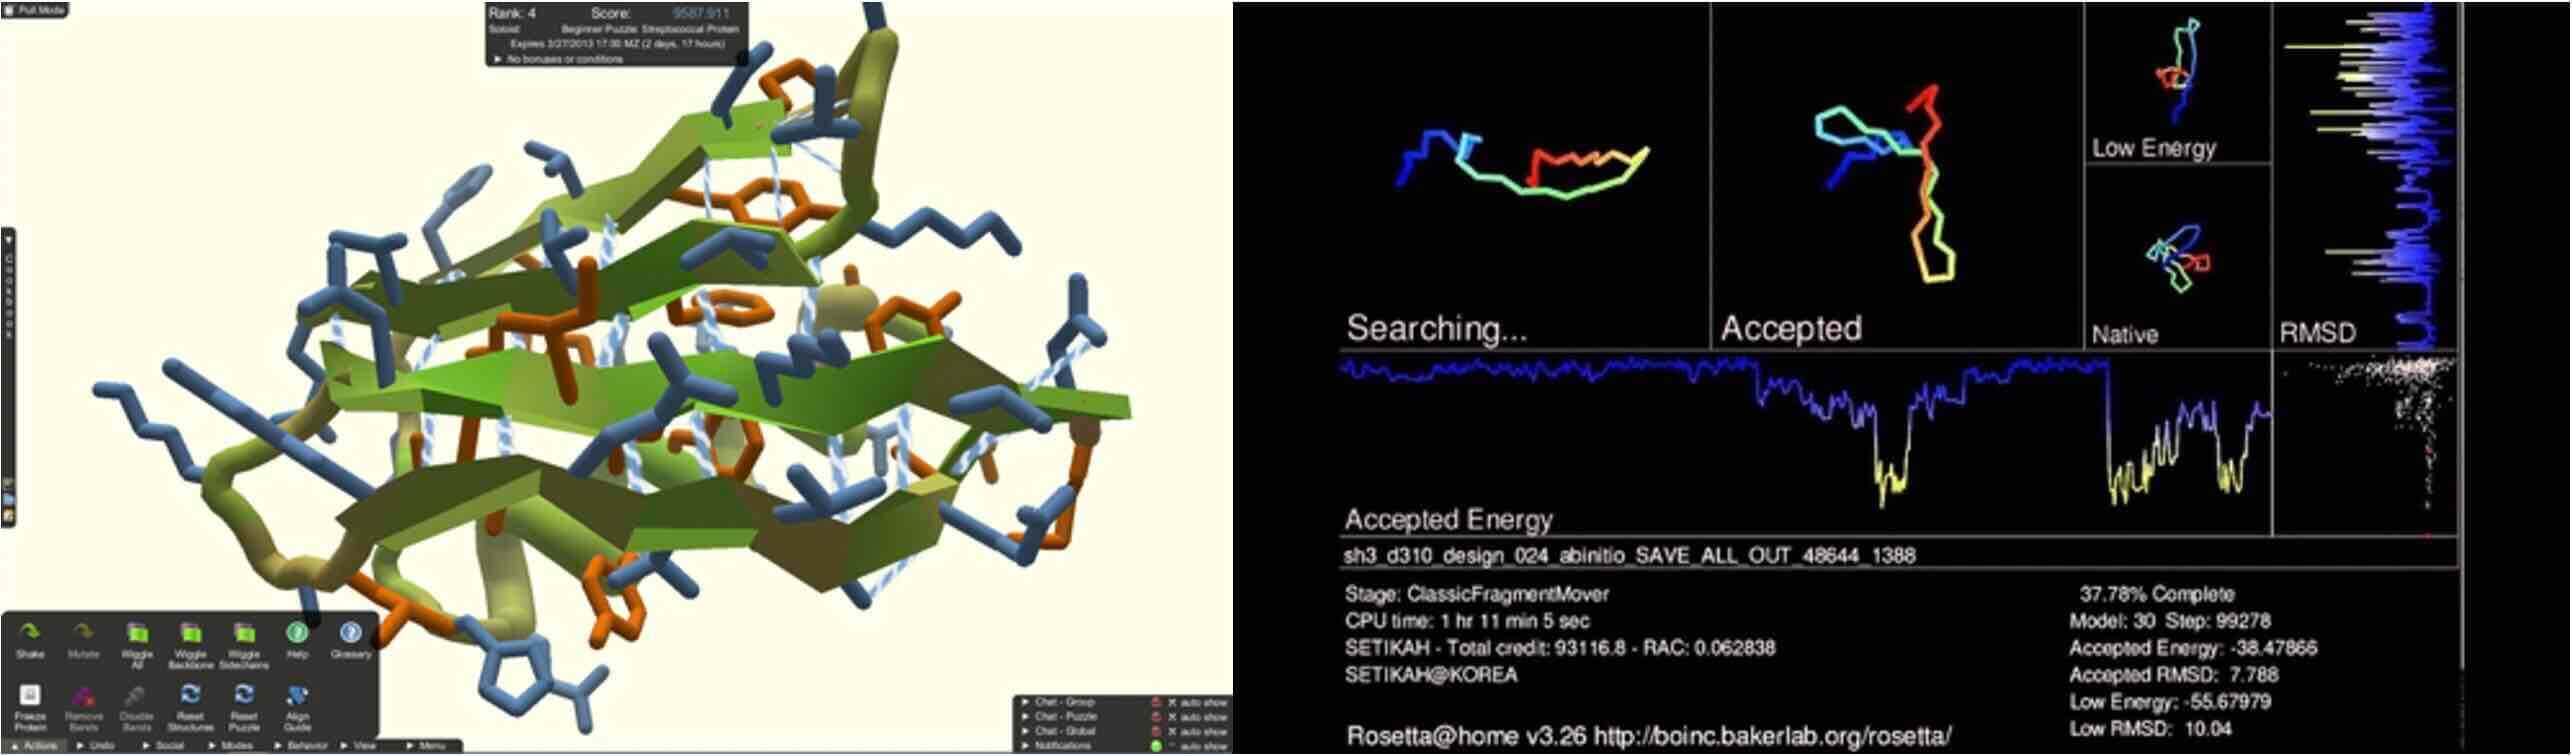 Pull Mode
Rank: 4 Score: 9587.911
Soloist Beginner Puzzle: Streptococcal Protein
Expires 3/27/2013 17:00 MZ (2 days, 17 hours)
▶ No bonuses or conditions
Shake Mutate Wiggle All Wiggle Backbone Wiggle Sidechains Help Glossary
Freeze Protein Remove Bands Disable Bands Reset Structures Reset Puzzle Align Guide
▲ Actions ▶ Undo ▶ Social ▶ Modes ▶ Behavior ▶ View ▶ Menu
▶ Chat - Group X auto show
▶ Chat - Puzzle X auto show
▶ Chat - Global X auto show
▶ Notifications auto show
Searching...
Accepted
Low Energy
Native
RMSD
Accepted Energy
sh3_d310_design_024_abinitio_SAVE_ALL_OUT_48644_1388
Stage: ClassicFragmentMover
CPU time: 1 hr 11 min 5 sec
SETIKAH - Total credit: 93116.8 - RAC: 0.062838
SETIKAH@KOREA
Rosetta@home v3.26 http://boinc.bakerlab.org/rosetta/
37.78% Complete
Model: 30 Step: 99278
Accepted Energy: -38.47866
Accepted RMSD: 7.788
Low Energy: -55.67979
Low RMSD: 10.04